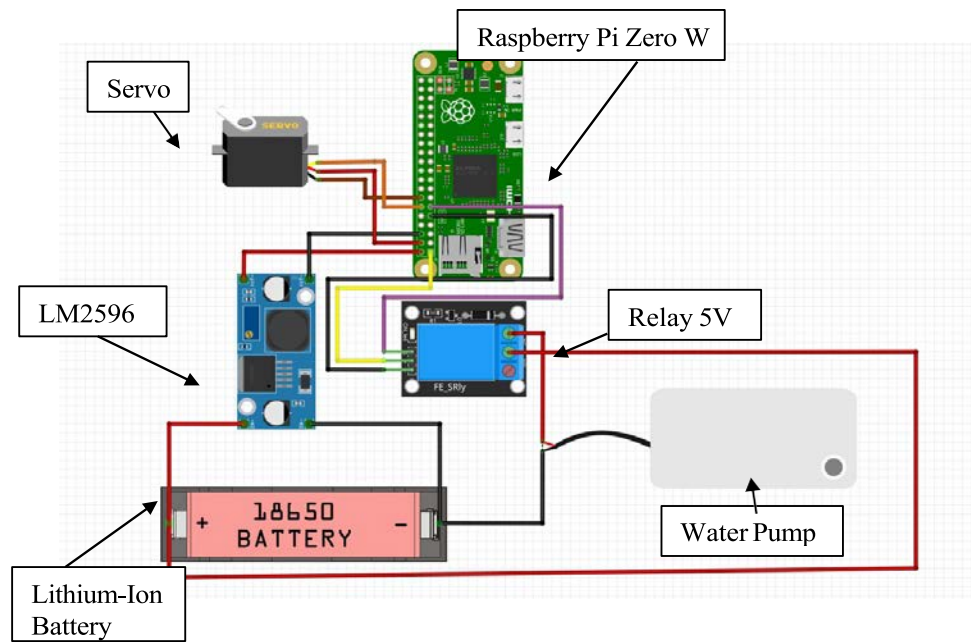 Raspberry Pi Zero W
Servo
SERVO
LM2596
Relay 5V
FE_SRly
18650
+ -
BATTERY
Water Pump
Lithium-Ion
Battery